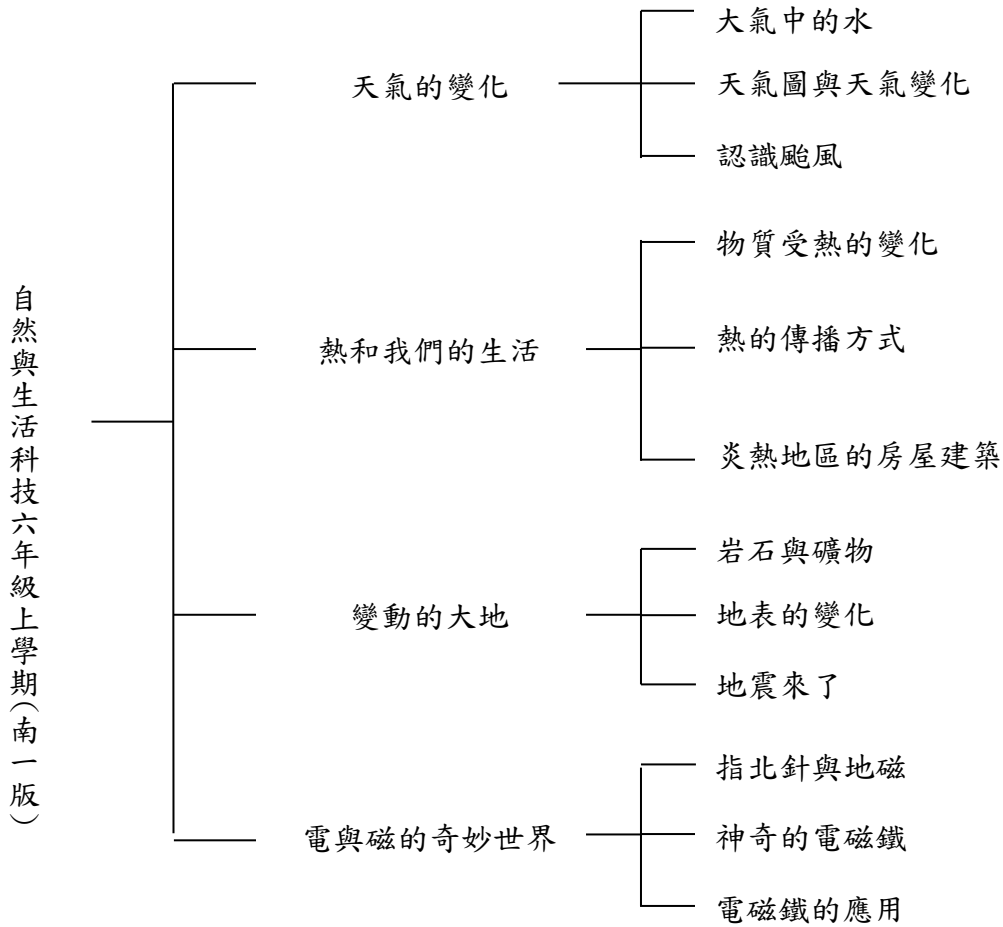 自然與生活科技六年級上學期(南一版)
天氣的變化
大氣中的水
天氣圖與天氣變化
認識颱風
熱和我們的生活
物質受熱的變化
熱的傳播方式
炎熱地區的房屋建築
變動的大地
岩石與礦物
地表的變化
地震來了
電與磁的奇妙世界
指北針與地磁
神奇的電磁鐵
電磁鐵的應用